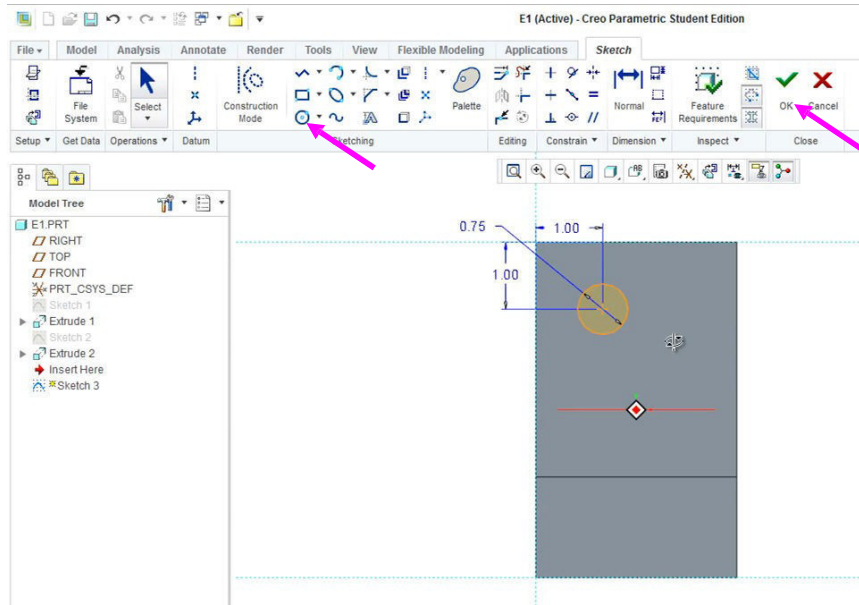 E1 (Active) - Creo Parametric Student Edition
File Model Analysis Annotate Render Tools View Flexible Modeling Applications Sketch
File System
Select
Construction Mode
Palette
Normal
Feature Requirements
OK Cancel
Setup Get Data Operations Datum Sketching Editing Constrain Dimension Inspect Close
Model Tree
E1.PRT
RIGHT
TOP
FRONT
PRT_CSYS_DEF
Sketch 1
Extrude 1
Sketch 2
Extrude 2
Insert Here
Sketch 3
0.75
1.00
1.00